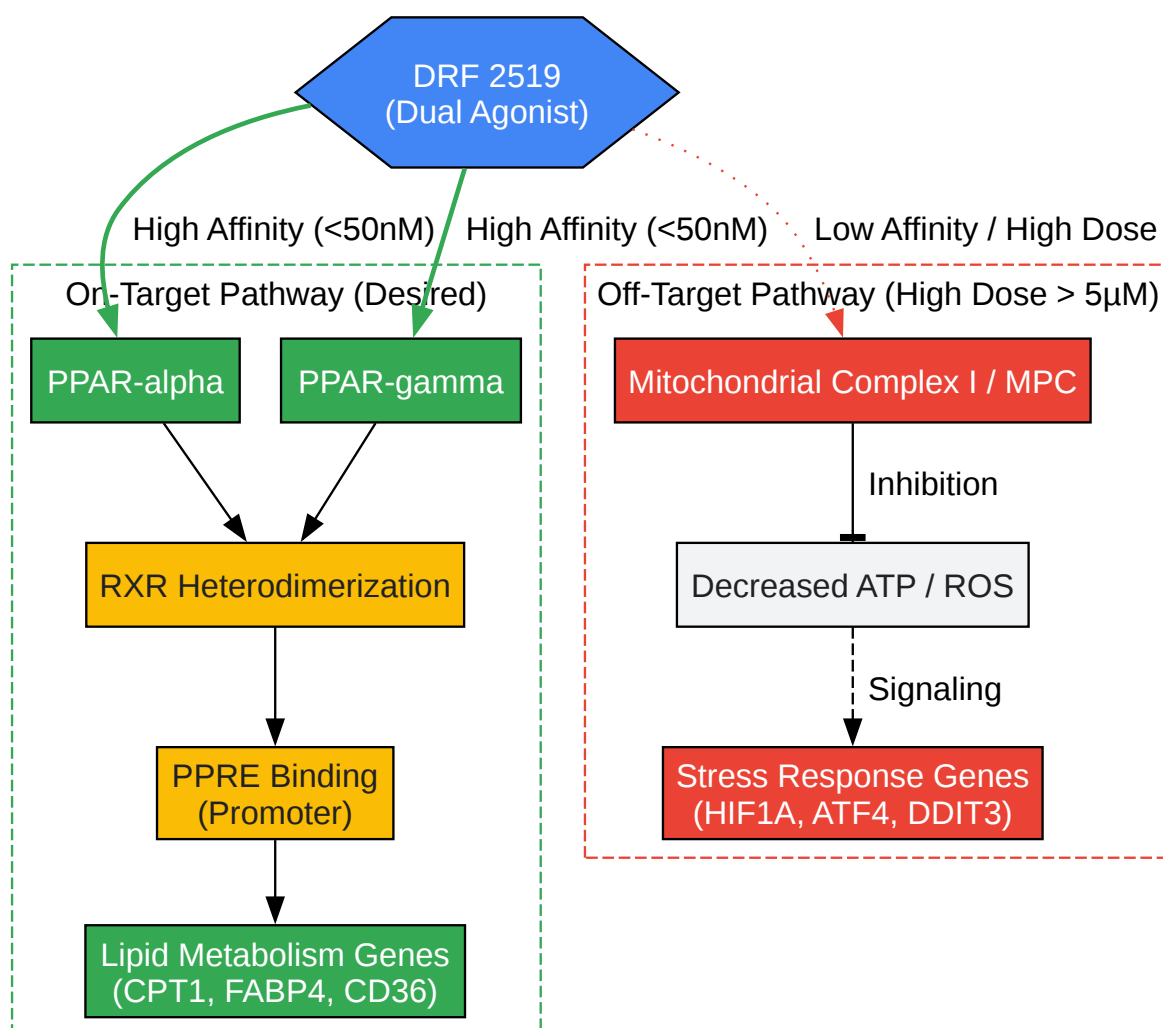 DRF 2519
(Dual Agonist)
High Affinity (<50nM)
High Affinity (<50nM)
Low Affinity / High Dose
On-Target Pathway (Desired)
Off-Target Pathway (High Dose > 5µM)
PPAR-alpha
PPAR-gamma
Mitochondrial Complex I / MPC
Inhibition
RXR Heterodimerization
Decreased ATP / ROS
Signaling
PPRE Binding
(Promoter)
Stress Response Genes
(HIF1A, ATF4, DDIT3)
Lipid Metabolism Genes
(CPT1, FABP4, CD36)